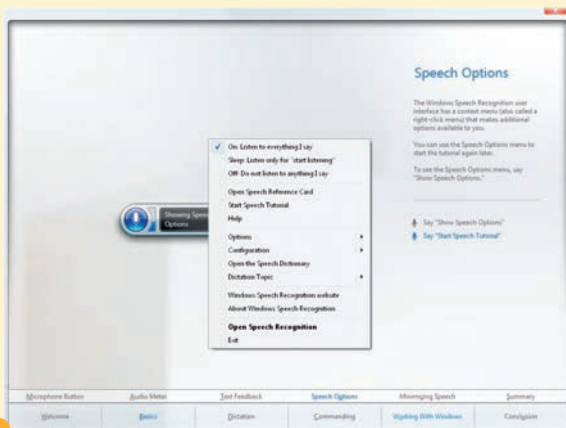 Speech Options
The Windows Speech Recognition user
interface has a context menu (also called a
right-click menu) that makes additional
options available to you.
You can use the Speech Options menu to
start the tutorial again later.
To see the Speech Options menu, say
"Show Speech Options."
Say "Show Speech Options"
Say "Start Speech Tutorial"
Showing Speech
Options
On: Listen to everything I say
Sleep: Listen only for "start listening"
Off: Do not listen to anything I say
Open Speech Reference Card
Start Speech Tutorial
Help
Options
Configuration
Open the Speech Dictionary
Dictation Topic
Windows Speech Recognition website
About Windows Speech Recognition
Open Speech Recognition
Exit
Microphone Button Audio Meter Text Feedback Speech Options Minimizing Speech Summary
Welcome Basics Dictation Commanding Working With Windows Conclusion